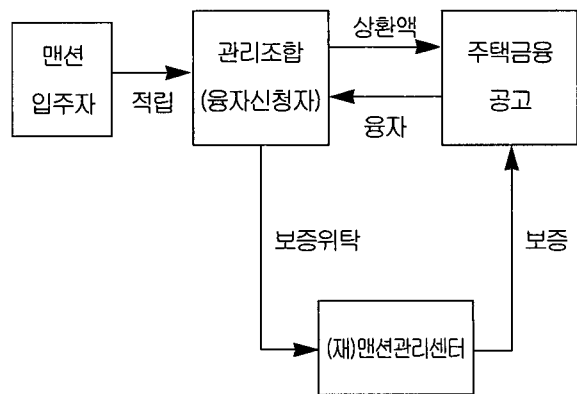 맨션
입주자
적립
관리조합
(융자신청자)
상환액
융자
주택금융
공고
보증위탁
보증
(재)맨션관리센터